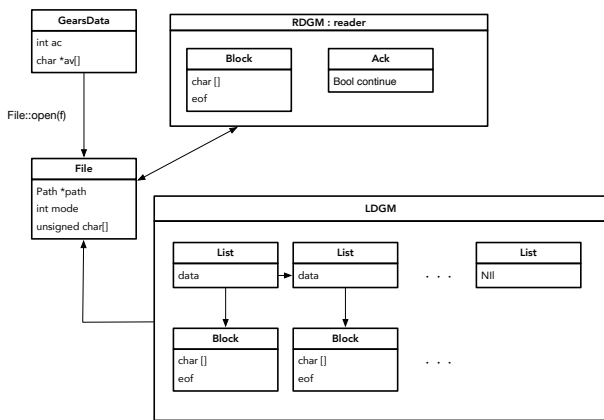 GearsData
int ac
char *av[]
File::open(f)
RDGM : reader
Block
char []
eof
Ack
Bool continue
File
Path *path
int mode
unsigned char[]
LDGM
List
data
List
data
. . .
List
NIl
Block
char []
eof
Block
char []
eof
. . .